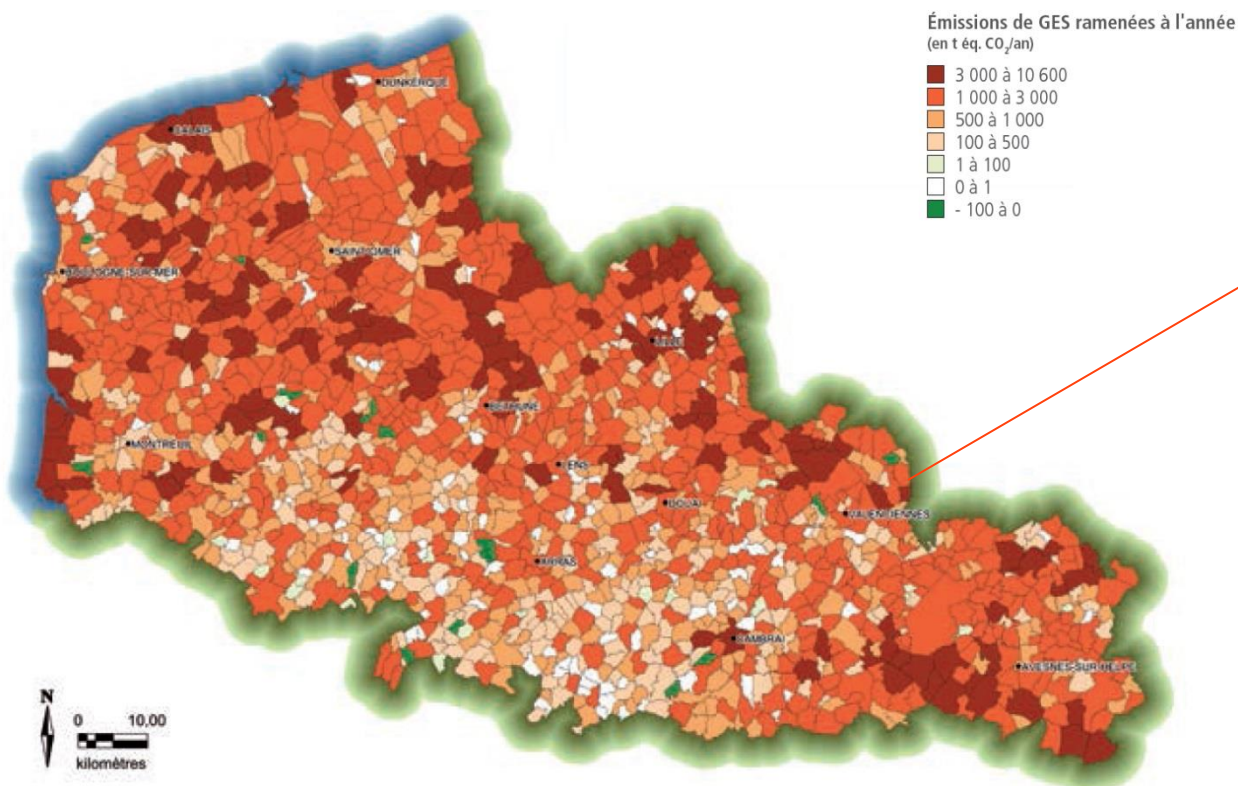 Émissions de GES ramenées à l'année
(en t éq. CO₂/an)
3 000 à 10 600
1 000 à 3 000
500 à 1 000
100 à 500
1 à 100
0 à 1
- 100 à 0
DUNKERQUE
CALAIS
SAINT-OMER
BOULOGNE-SUR-MER
LILLE
BETHUNE
MONTREUIL
LENS
DOUAI
VALENCIENNES
ARRAS
CAMBRAI
AVESNES-SUR-HELPE
N
0 10,00
kilomètres